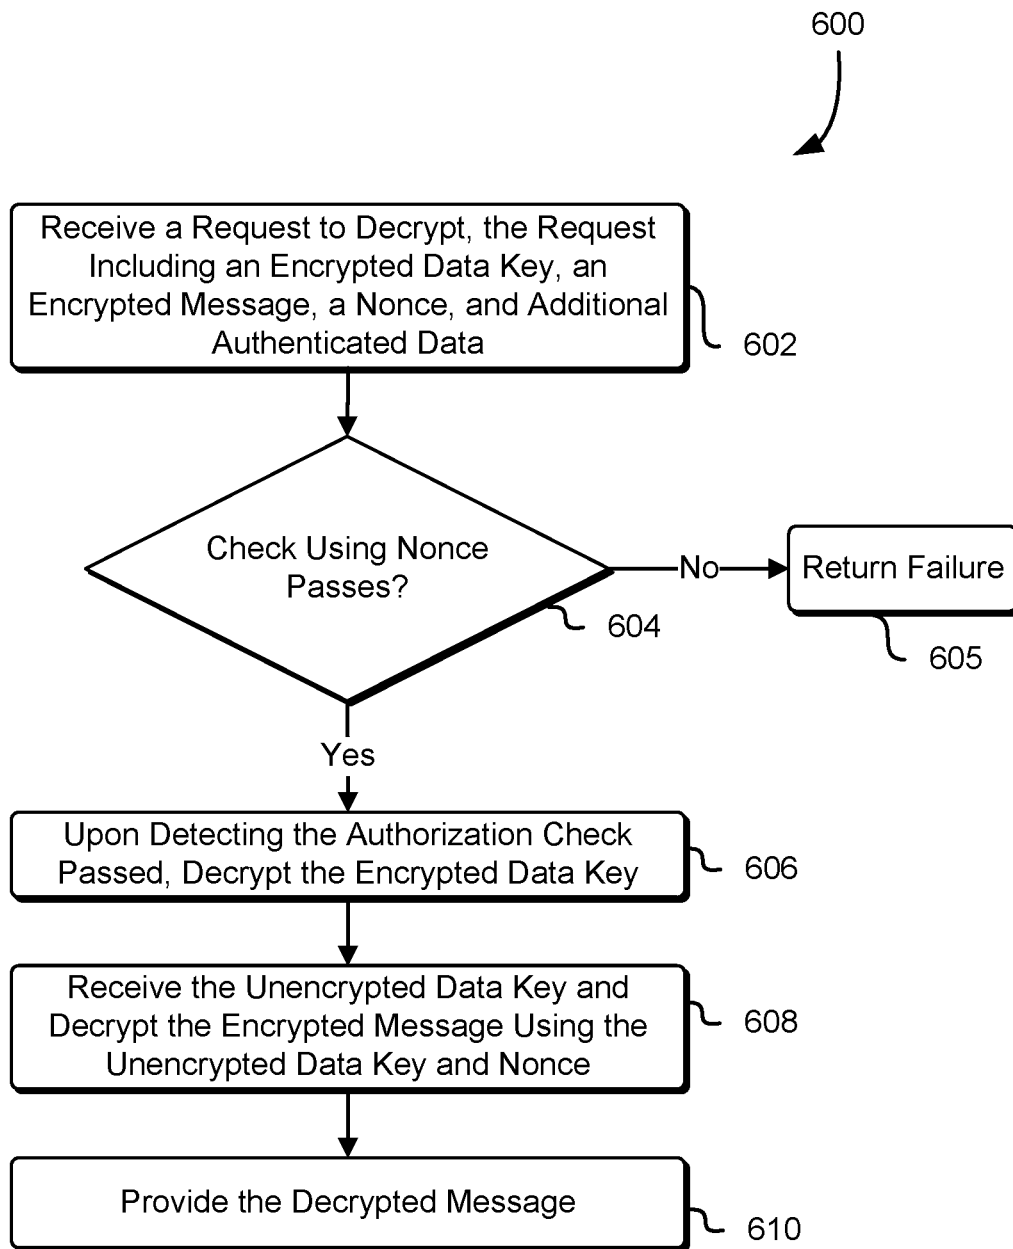 600
Receive a Request to Decrypt, the Request
Including an Encrypted Data Key, an
Encrypted Message, a Nonce, and Additional
Authenticated Data
602
Check Using Nonce
Passes?
604
No
Return Failure
605
Yes
Upon Detecting the Authorization Check
Passed, Decrypt the Encrypted Data Key
606
Receive the Unencrypted Data Key and
Decrypt the Encrypted Message Using the
Unencrypted Data Key and Nonce
608
Provide the Decrypted Message
610